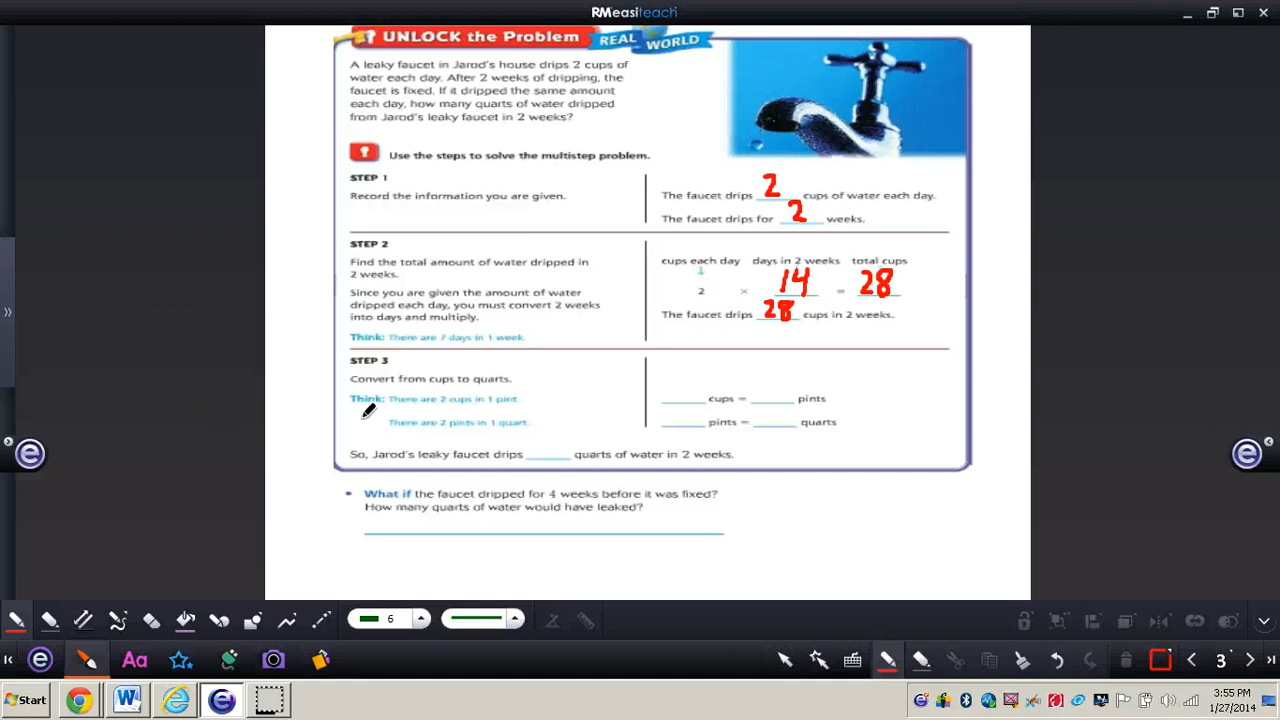 RMeasiteach
UNLOCK the Problem REAL WORLD
A leaky faucet in Jarod's house drips 2 cups of
water each day. After 2 weeks of dripping, the
faucet is fixed. If it dripped the same amount
each day, how many quarts of water dripped
from Jarod's leaky faucet in 2 weeks?
Use the steps to solve the multistep problem.
STEP 1
Record the information you are given.
The faucet drips 2 cups of water each day.
The faucet drips for 2 weeks.
STEP 2
Find the total amount of water dripped in
2 weeks.
Since you are given the amount of water
dripped each day, you must convert 2 weeks
into days and multiply.
Think: There are 7 days in 1 week.
cups each day days in 2 weeks total cups
2 × 14 = 28
The faucet drips 28 cups in 2 weeks.
STEP 3
Convert from cups to quarts.
Think: There are 2 cups in 1 pint.
There are 2 pints in 1 quart.
____ cups = ____ pints
____ pints = ____ quarts
So, Jarod's leaky faucet drips ____ quarts of water in 2 weeks.
• What if the faucet dripped for 4 weeks before it was fixed?
How many quarts of water would have leaked?
6
Aa
3
Start
3:55 PM
1/27/2014